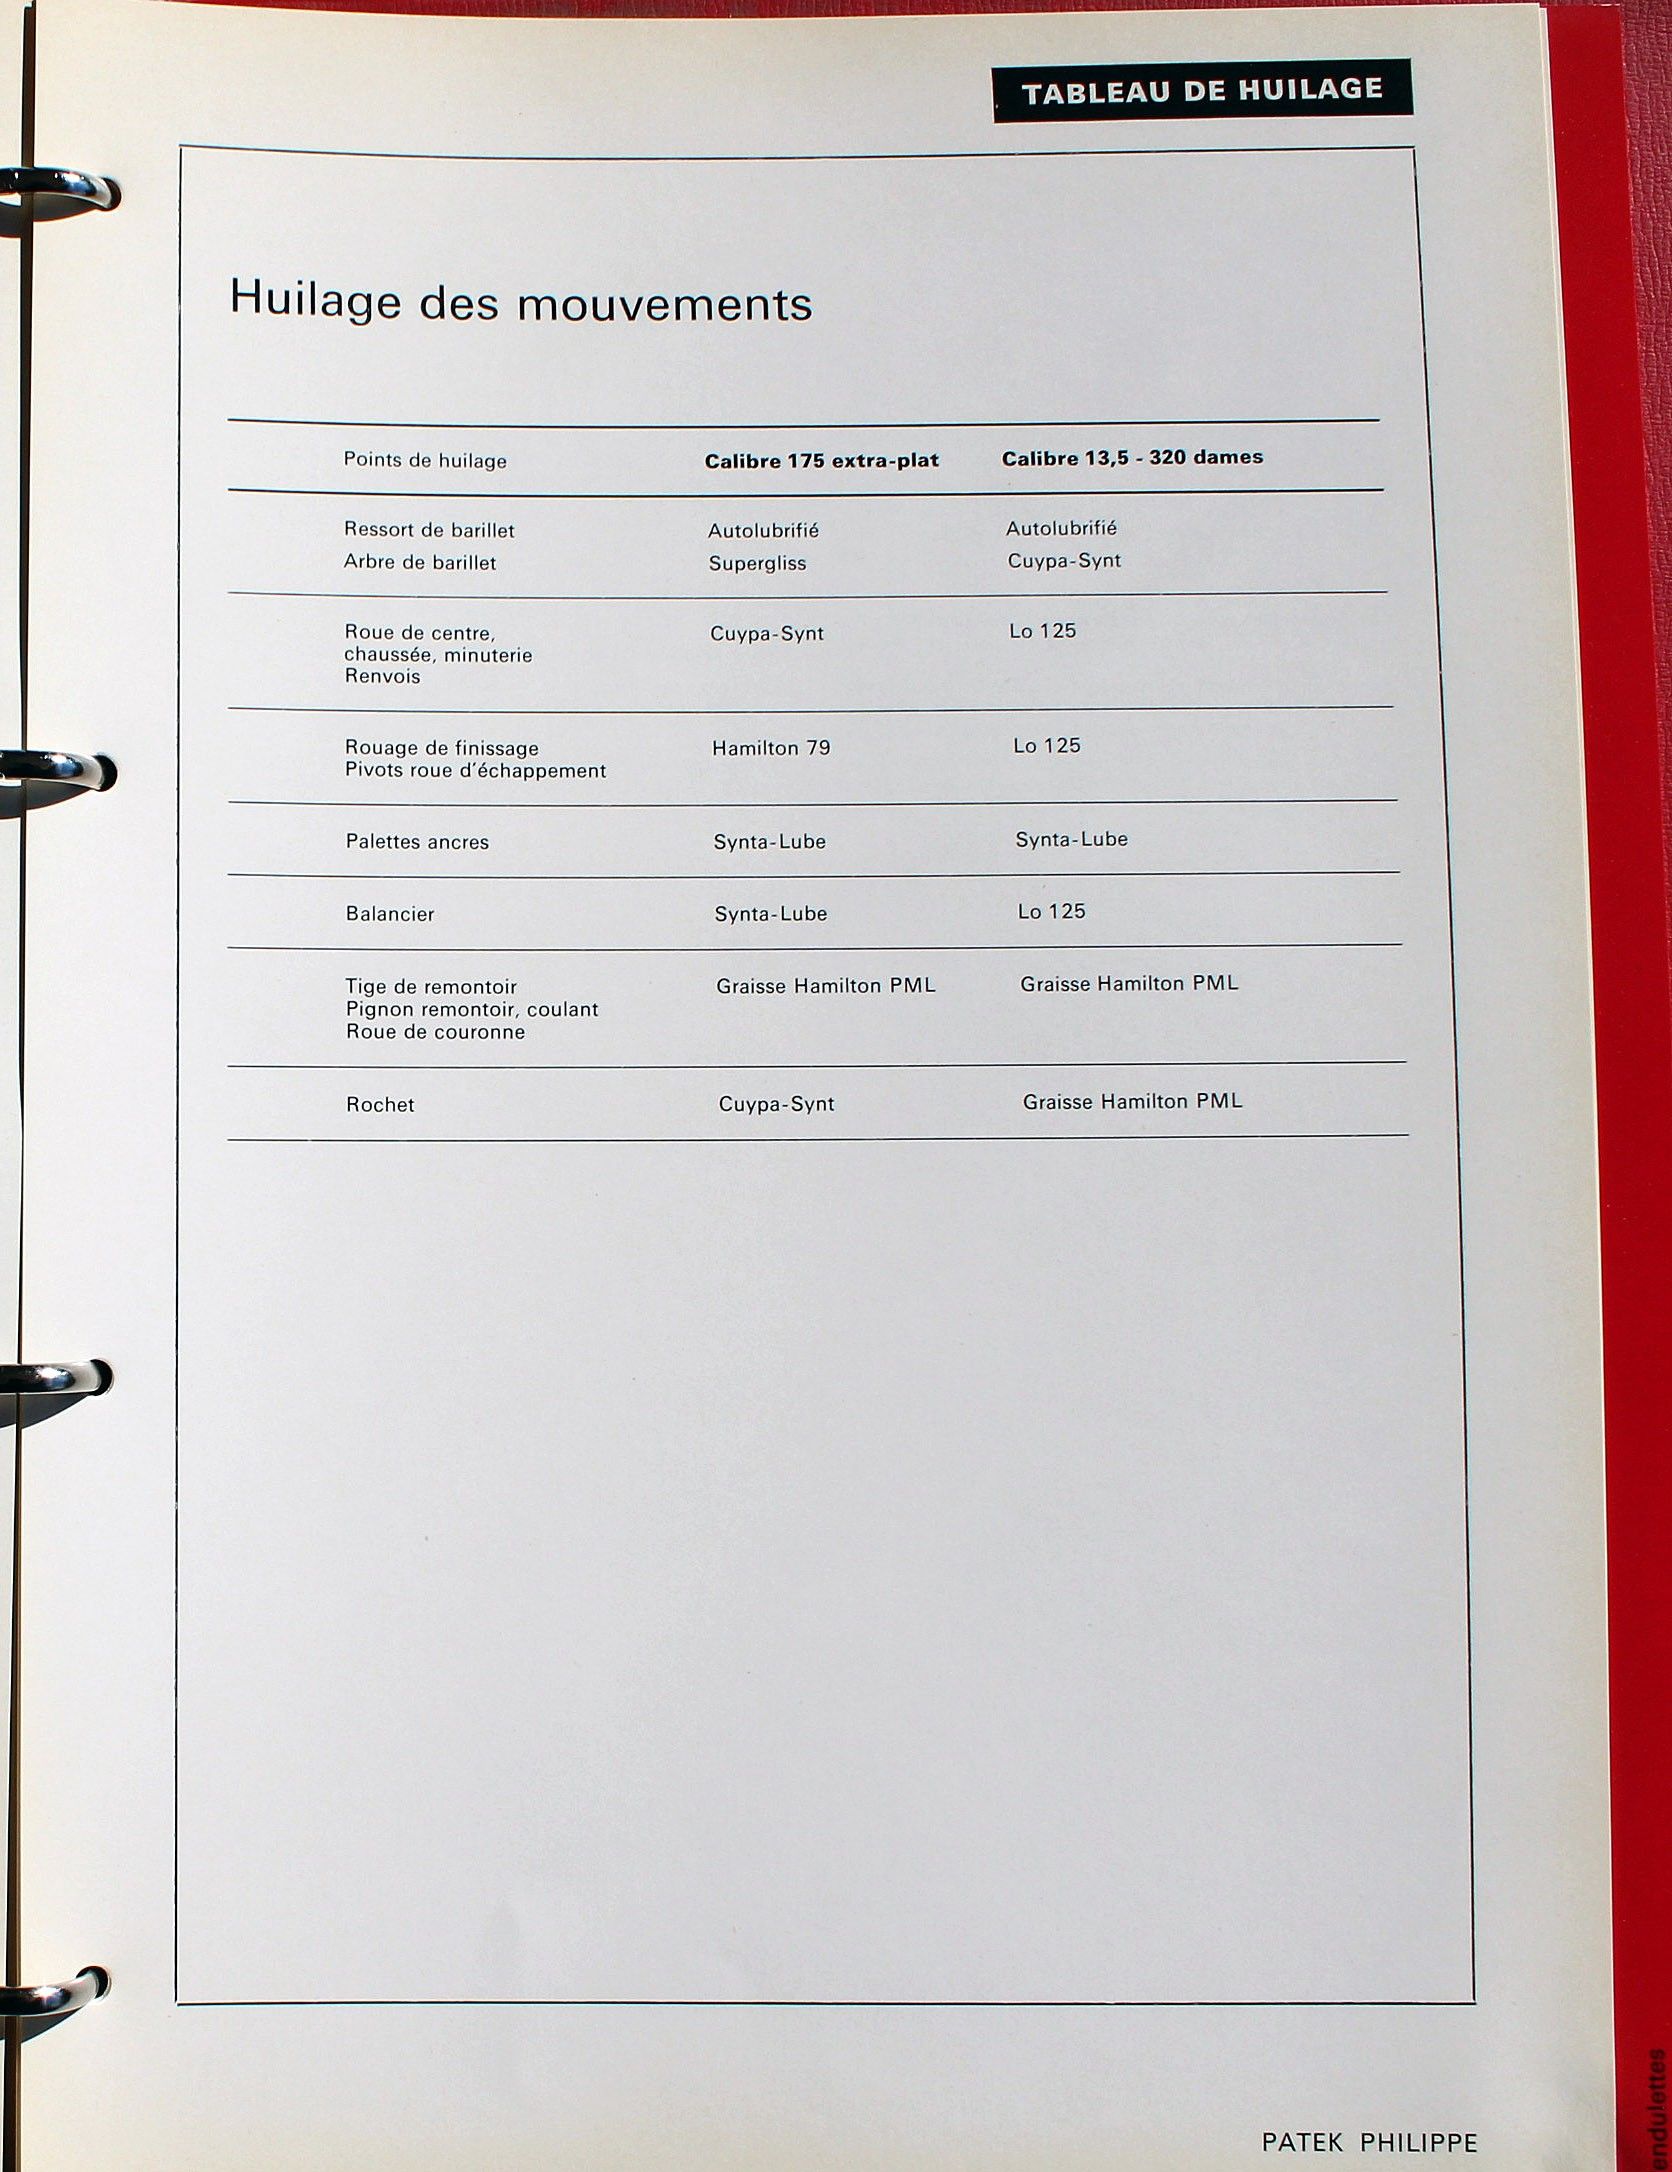 TABLEAU DE HUILAGE
Huilage des mouvements
Points de huilage Calibre 175 extra-plat Calibre 13,5 - 320 dames
Ressort de barillet Autolubrifié Autolubrifié
Arbre de barillet Supergliss Cuypa-Synt
Roue de centre, Cuypa-Synt Lo 125
chaussée, minuterie
Renvois
Rouage de finissage Hamilton 79 Lo 125
Pivots roue d'échappement
Palettes ancres Synta-Lube Synta-Lube
Balancier Synta-Lube Lo 125
Tige de remontoir Graisse Hamilton PML Graisse Hamilton PML
Pignon remontoir, coulant
Roue de couronne
Rochet Cuypa-Synt Graisse Hamilton PML
PATEK PHILIPPE
endulettes